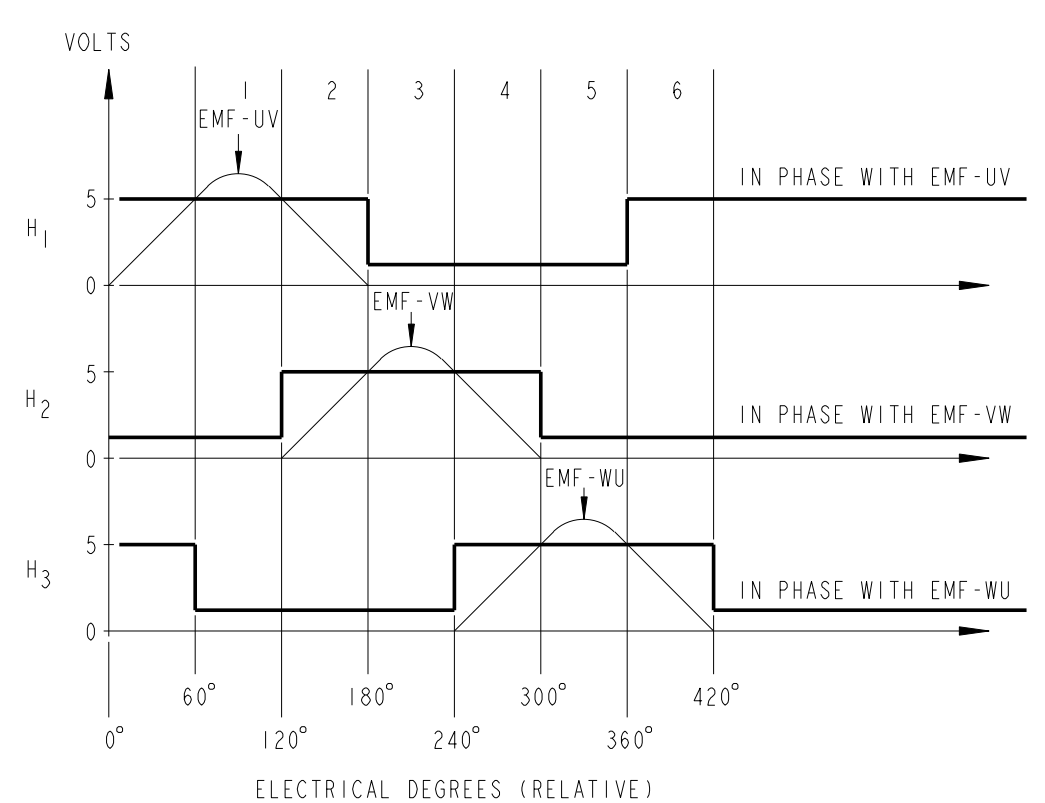 VOLTS
1 2 3 4 5 6
EMF-UV
IN PHASE WITH EMF-UV
5
H1
0
EMF-VW
5
H2
IN PHASE WITH EMF-VW
0
EMF-WU
5
H3
IN PHASE WITH EMF-WU
0
60° 180° 300° 420°
0° 120° 240° 360°
ELECTRICAL DEGREES (RELATIVE)